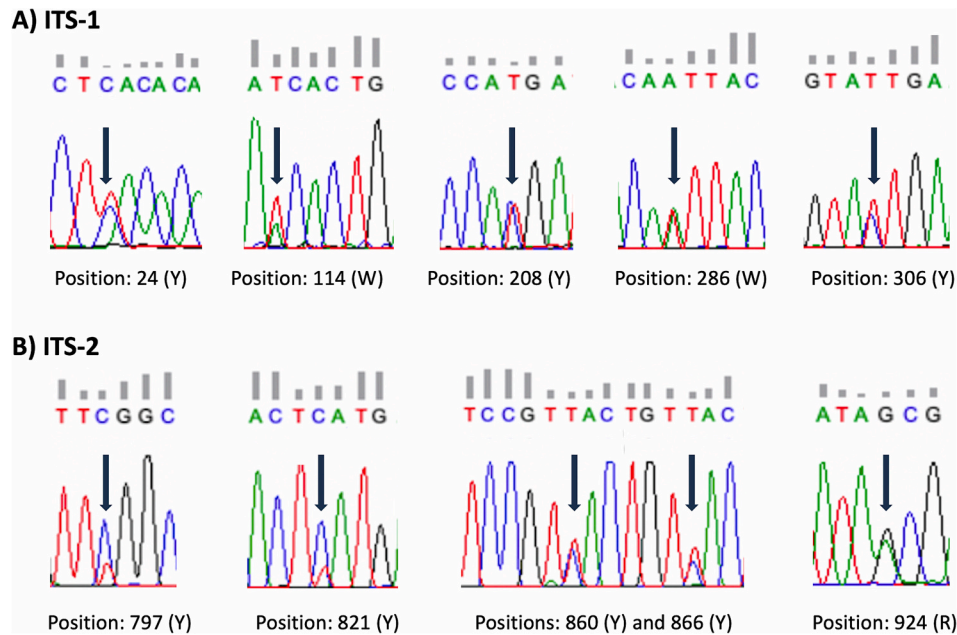 A) ITS-1
C T C A C A C A
A T C A C T G
C C A T G A
C A A T T A C
G T A T T G A
Position: 24 (Y)
Position: 114 (W)
Position: 208 (Y)
Position: 286 (W)
Position: 306 (Y)
B) ITS-2
T T C G G C
A C T C A T G
T C C G T T A C T G T T A C
A T A G C G
Position: 797 (Y)
Position: 821 (Y)
Positions: 860 (Y) and 866 (Y)
Position: 924 (R)